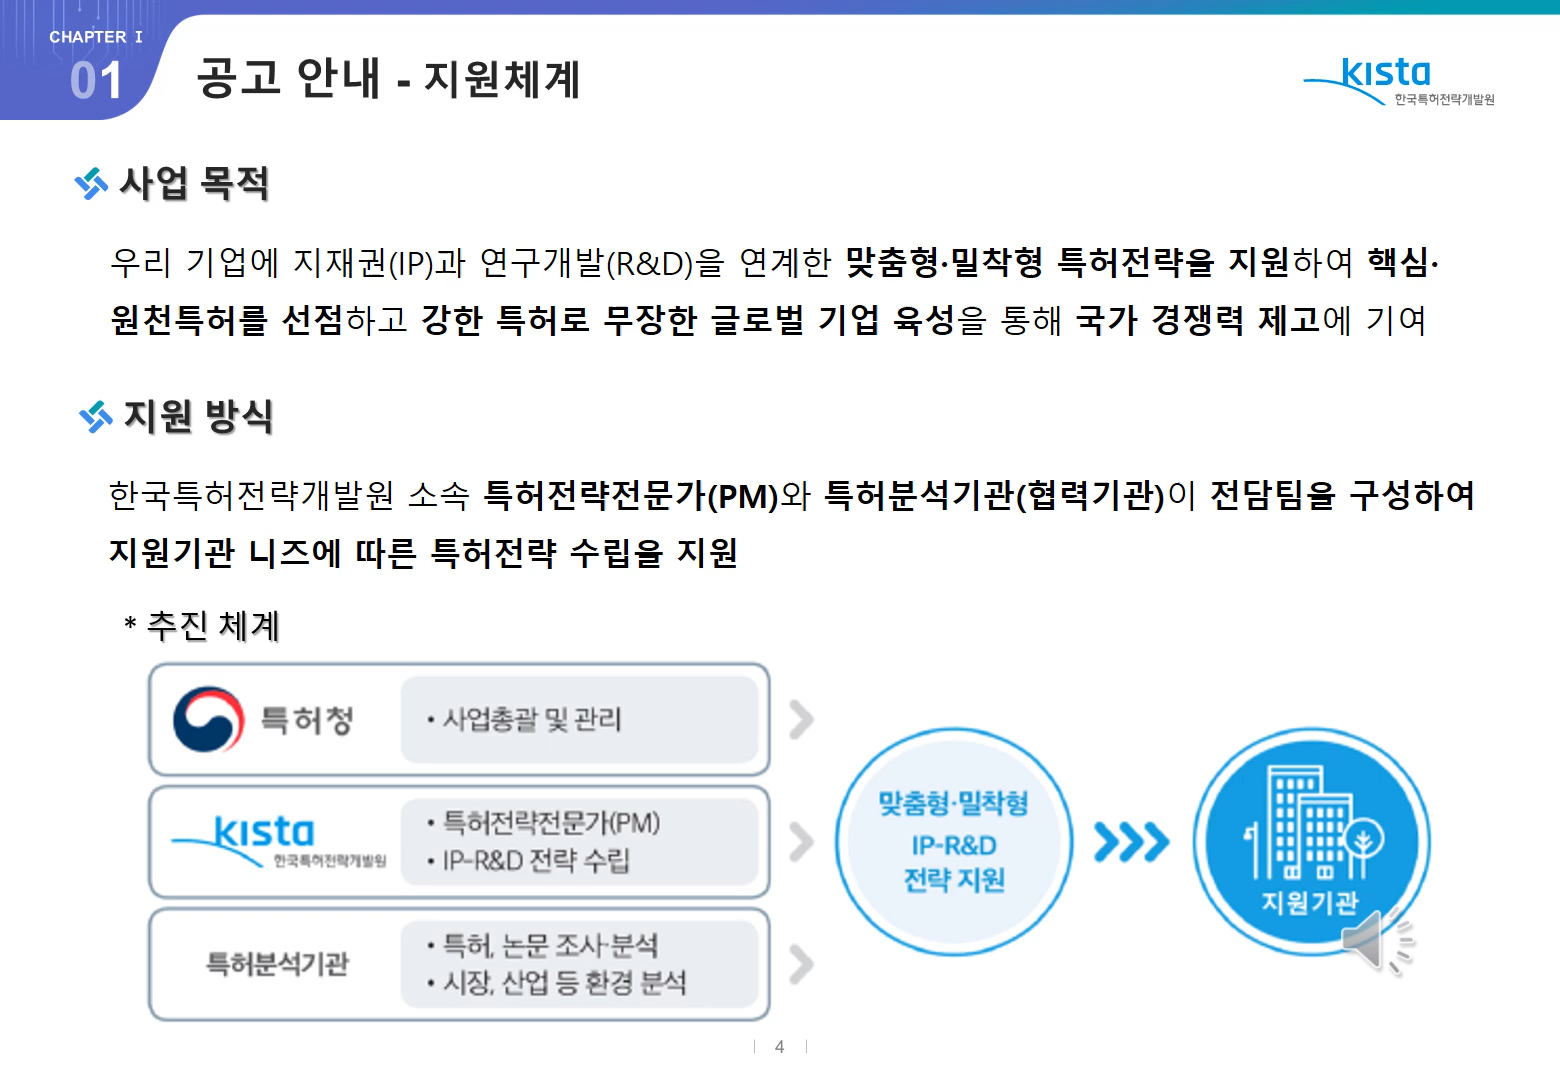 CHAPTER I
01
공고 안내 - 지원체계
kısta
한국특허전략개발원
사업 목적
우리 기업에 지재권(IP)과 연구개발(R&D)을 연계한 맞춤형·밀착형 특허전략을 지원하여 핵심·
원천특허를 선점하고 강한 특허로 무장한 글로벌 기업 육성을 통해 국가 경쟁력 제고에 기여
지원 방식
한국특허전략개발원 소속 특허전략전문가(PM)와 특허분석기관(협력기관)이 전담팀을 구성하여
지원기관 니즈에 따른 특허전략 수립을 지원
* 추진 체계
특허청
• 사업총괄 및 관리
kısta
한국특허전략개발원
• 특허전략전문가(PM)
• IP-R&D 전략 수립
특허분석기관
• 특허, 논문 조사·분석
• 시장, 산업 등 환경 분석
맞춤형·밀착형
IP-R&D
전략 지원
지원기관
4